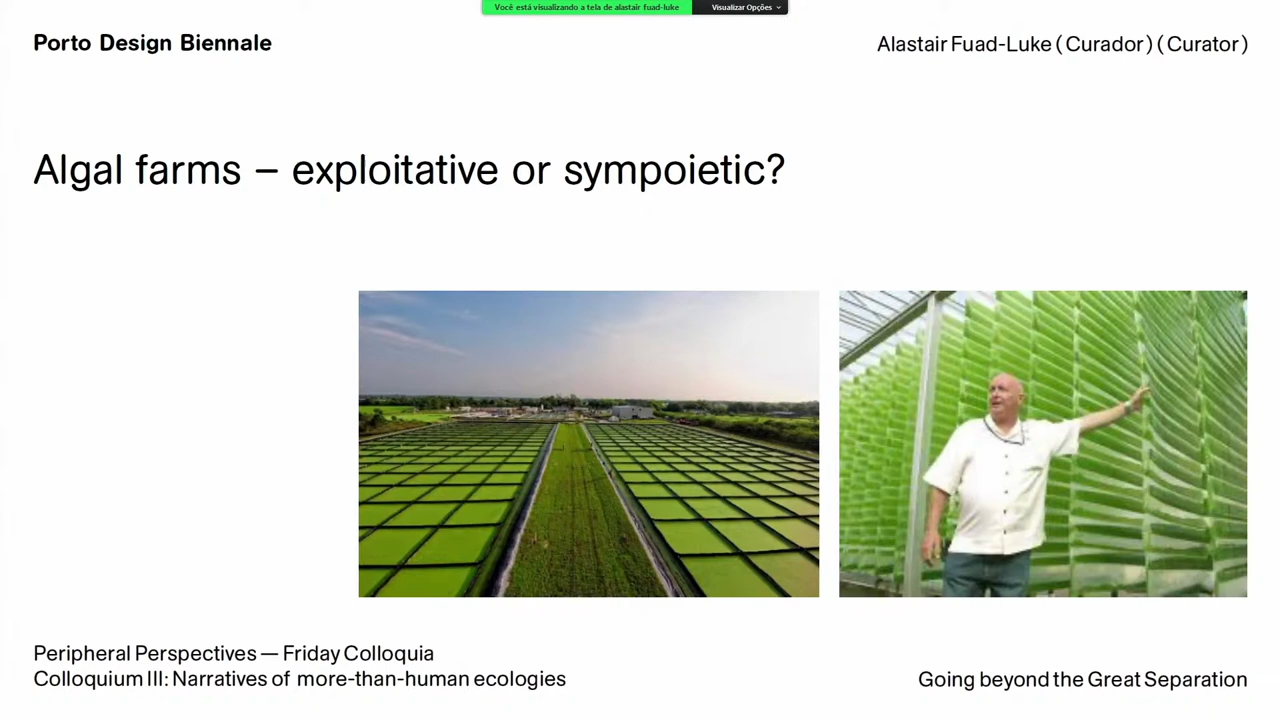 Você está visualizando a tela de alastair fuad-luke Visualizar Opções
Porto Design Biennale
Alastair Fuad-Luke (Curador) (Curator)
Algal farms – exploitative or sympoietic?
Peripheral Perspectives — Friday Colloquia
Colloquium III: Narratives of more-than-human ecologies
Going beyond the Great Separation